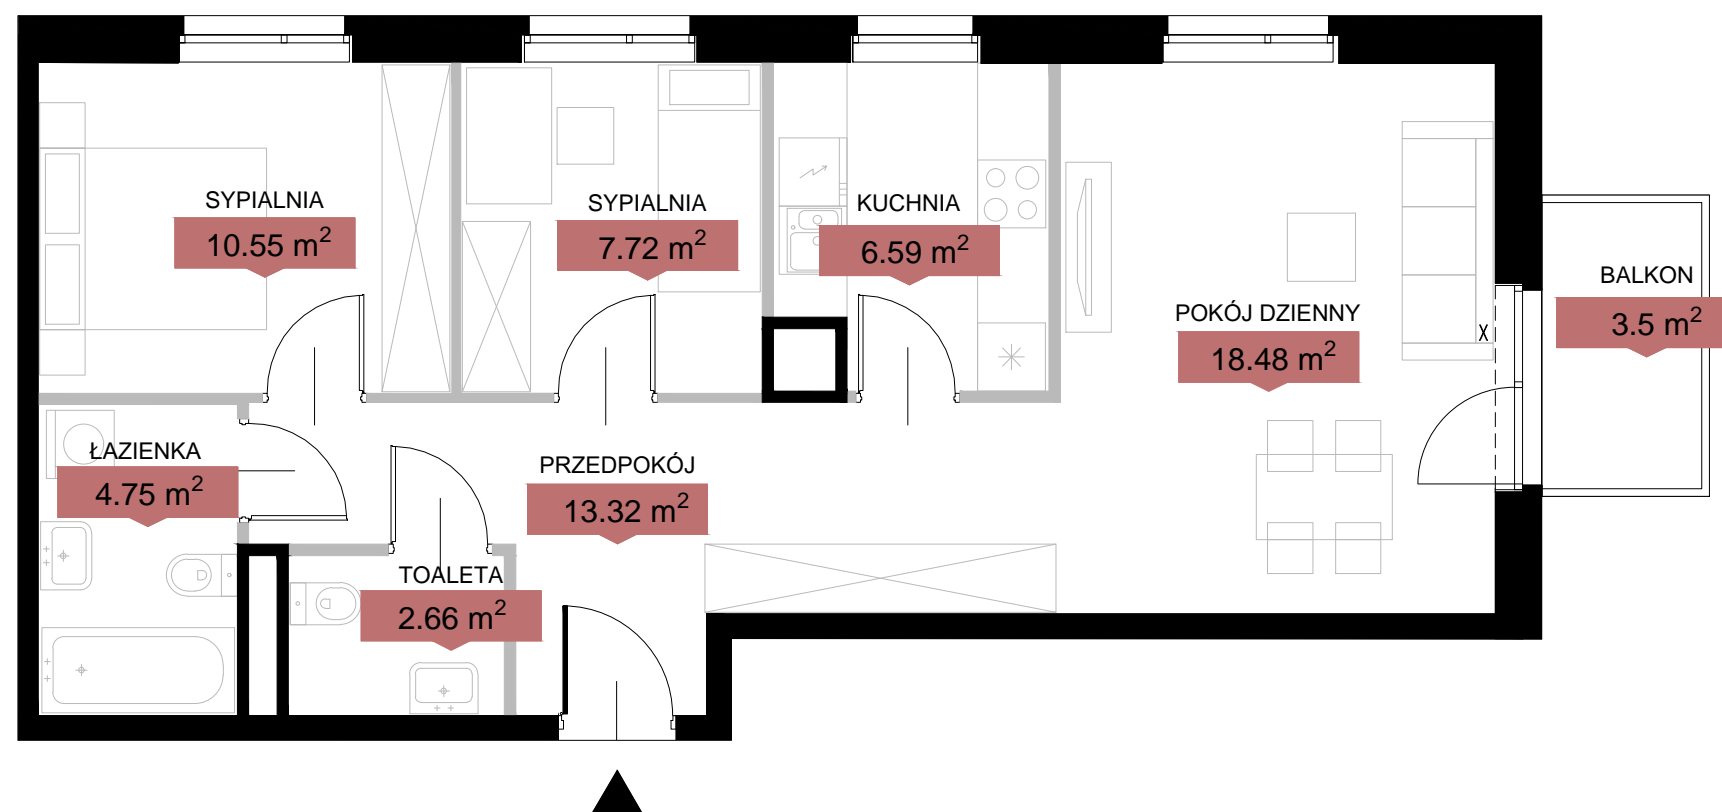 SYPIALNIA
10.55 m²
SYPIALNIA
7.72 m²
KUCHNIA
6.59 m²
POKÓJ DZIENNY
18.48 m²
BALKON
3.5 m²
ŁAZIENKA
4.75 m²
PRZEDPOKÓJ
13.32 m²
TOALETA
2.66 m²